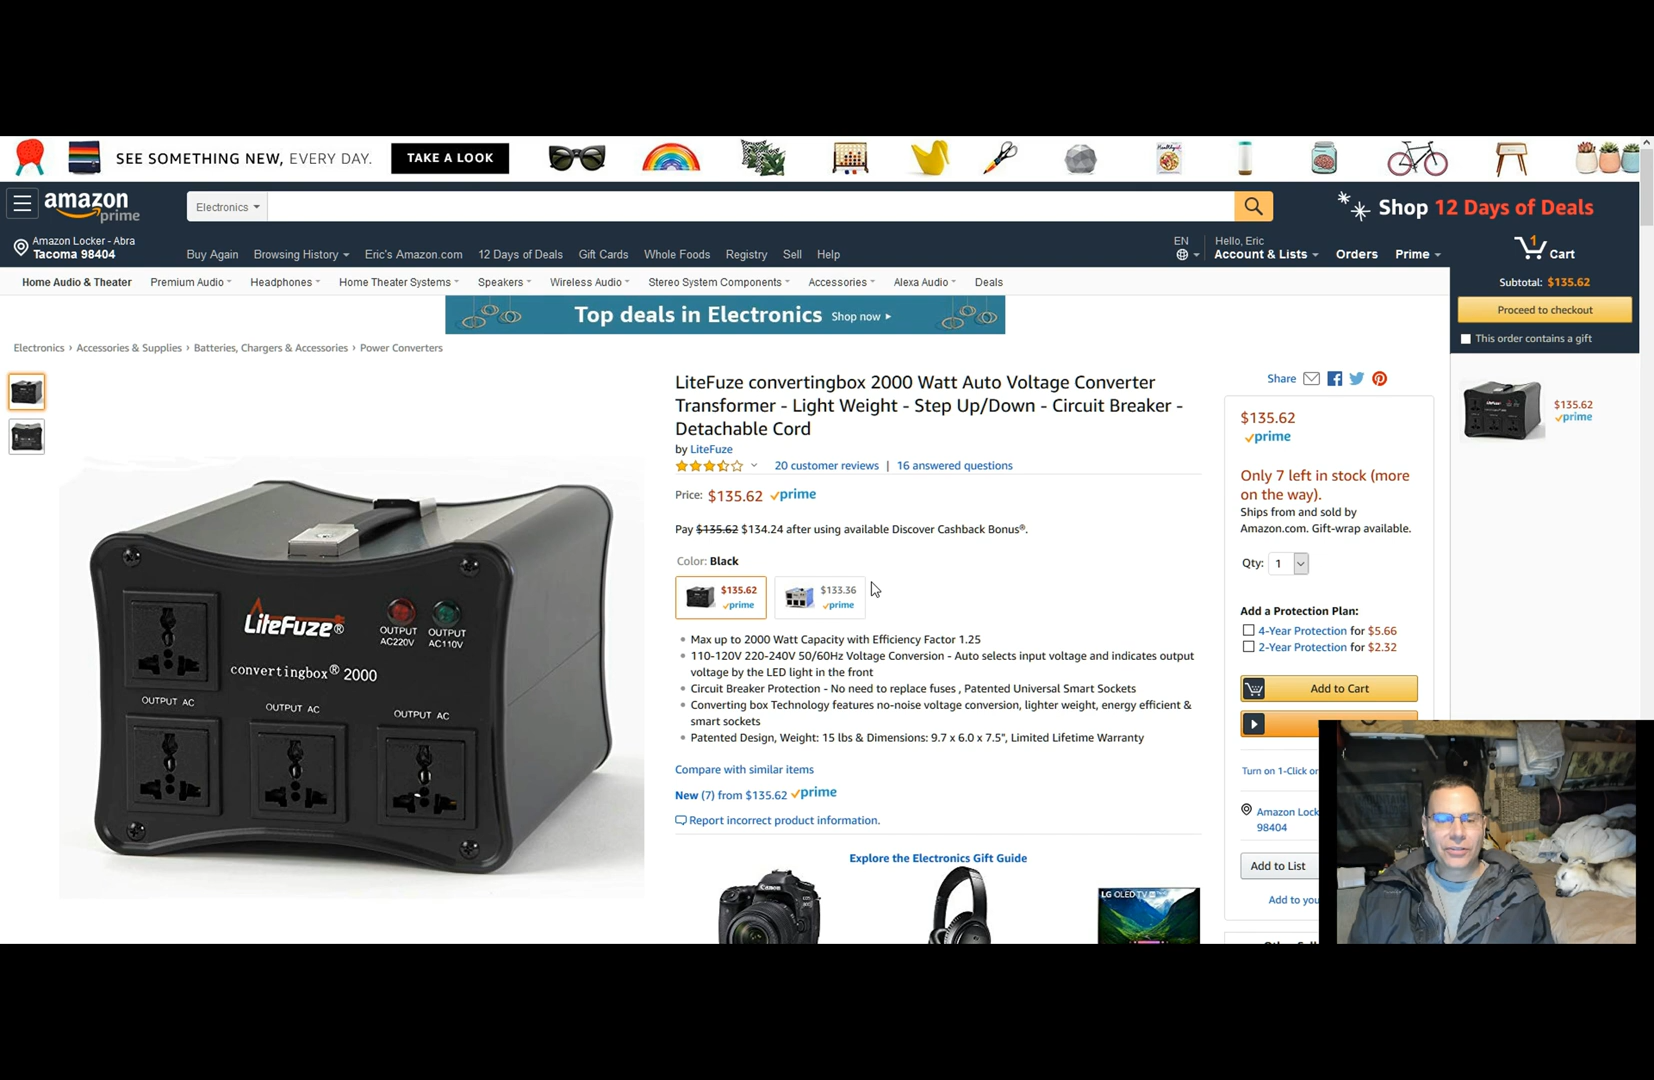 SEE SOMETHING NEW, EVERY DAY.
TAKE A LOOK
amazon
prime
Electronics
Shop 12 Days of Deals
Amazon Locker - Abra
Tacoma 98404
Buy Again
Browsing History
Eric's Amazon.com
12 Days of Deals
Gift Cards
Whole Foods
Registry
Sell
Help
EN
Hello, Eric
Account & Lists
Orders
Prime
1
Cart
Home Audio & Theater
Premium Audio
Headphones
Home Theater Systems
Speakers
Wireless Audio
Stereo System Components
Accessories
Alexa Audio
Deals
Subtotal: $135.62
Proceed to checkout
This order contains a gift
Top deals in Electronics Shop now
Electronics › Accessories & Supplies › Batteries, Chargers & Accessories › Power Converters
LiteFuze®
OUTPUT AC220V
OUTPUT AC110V
convertingbox® 2000
OUTPUT AC
OUTPUT AC
OUTPUT AC
LiteFuze convertingbox 2000 Watt Auto Voltage Converter
Transformer - Light Weight - Step Up/Down - Circuit Breaker -
Detachable Cord
by LiteFuze
20 customer reviews | 16 answered questions
Price: $135.62 prime
Pay $135.62 $134.24 after using available Discover Cashback Bonus®.
Color: Black
$135.62
prime
$133.36
prime
• Max up to 2000 Watt Capacity with Efficiency Factor 1.25
• 110-120V 220-240V 50/60Hz Voltage Conversion - Auto selects input voltage and indicates output
voltage by the LED light in the front
• Circuit Breaker Protection - No need to replace fuses , Patented Universal Smart Sockets
• Converting box Technology features no-noise voltage conversion, lighter weight, energy efficient &
smart sockets
• Patented Design, Weight: 15 lbs & Dimensions: 9.7 x 6.0 x 7.5", Limited Lifetime Warranty
Compare with similar items
New (7) from $135.62 prime
Report incorrect product information.
Explore the Electronics Gift Guide
Canon
LG OLED TV
Share
$135.62
prime
Only 7 left in stock (more
on the way).
Ships from and sold by
Amazon.com. Gift-wrap available.
Qty: 1
Add a Protection Plan:
4-Year Protection for $5.66
2-Year Protection for $2.32
Add to Cart
Turn on 1-Click or
Amazon Lock
98404
Add to List
Add to you
$135.62
prime